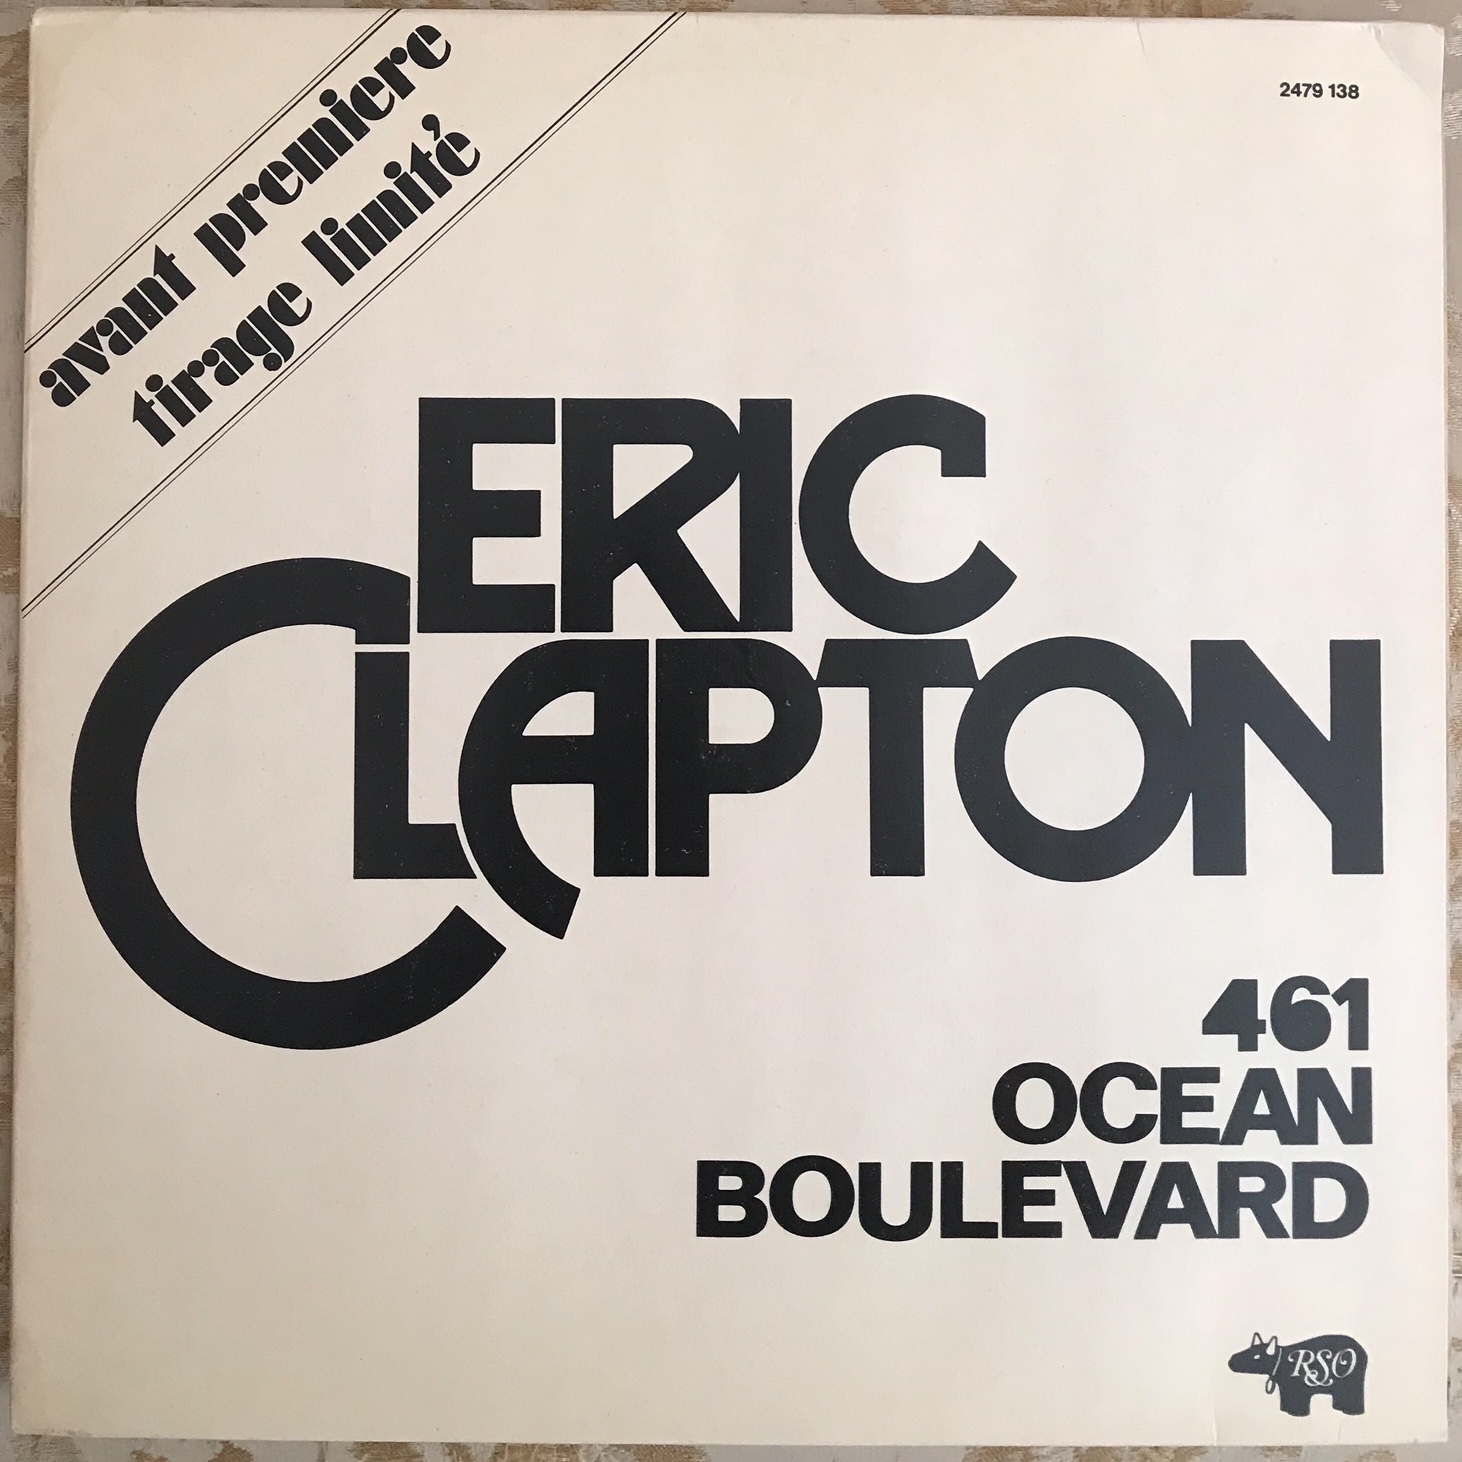 avant premiere
tirage limité
2479 138
ERIC
CLAPTON
461
OCEAN
BOULEVARD
RSO